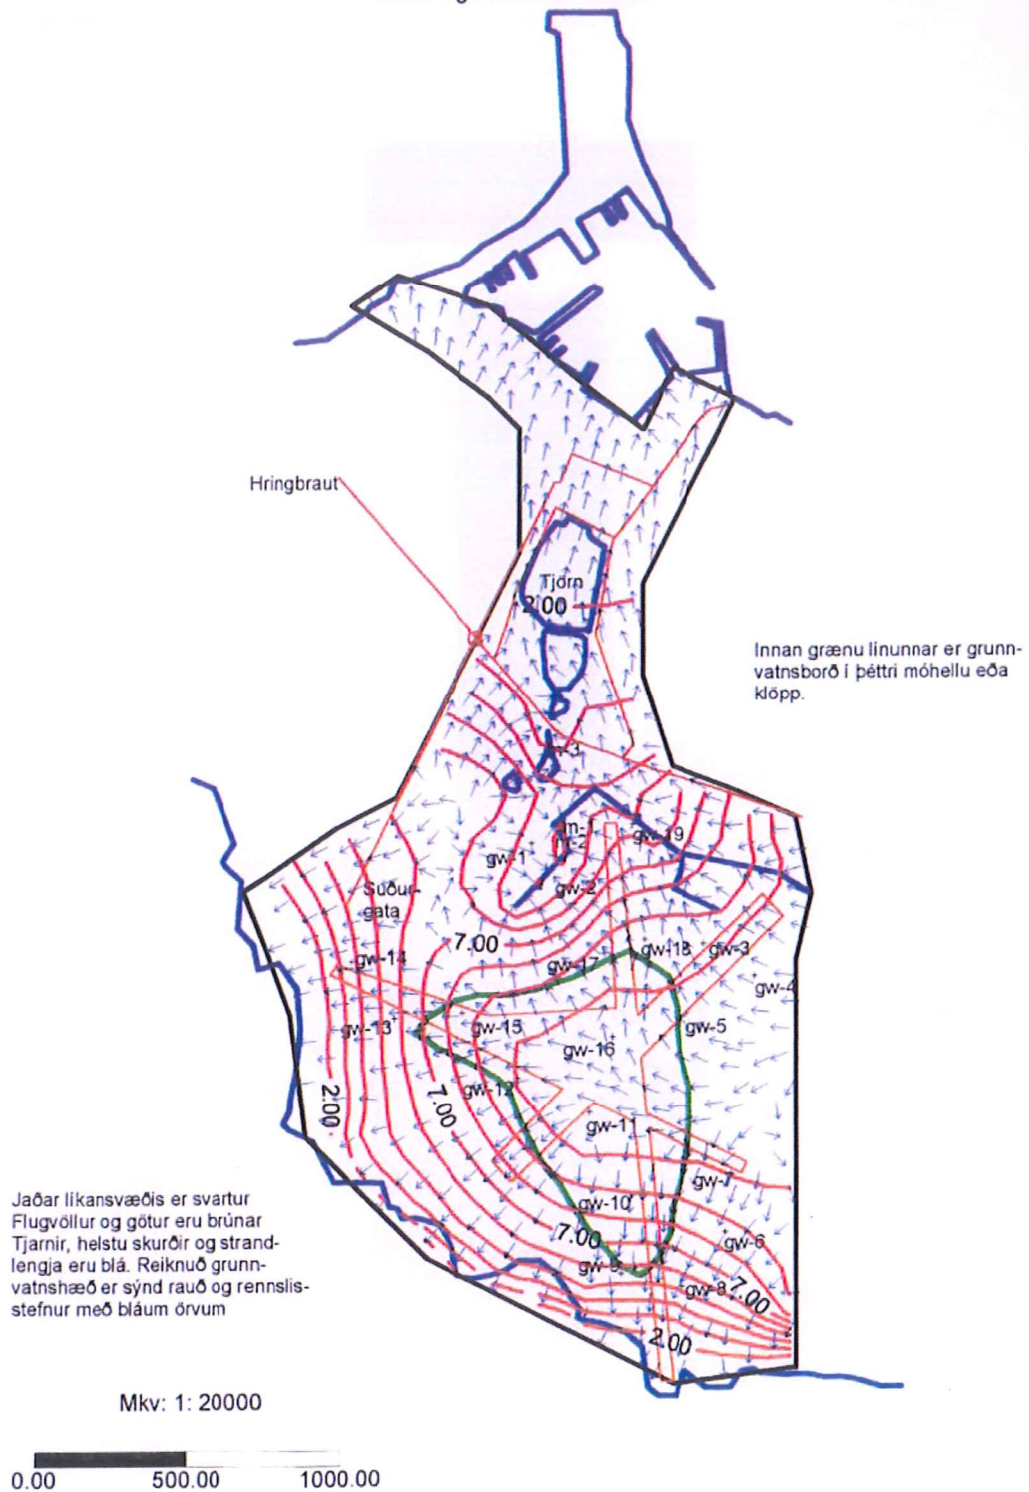 Hringbraut
Tjörn
2.00
Innan grænu línunnar er grunn-
vatnsborð í þéttri móhellu eða
klöpp.
m-1
m-2
gw-19
gw-1
gw-2
Suður-
gata
7.00
gw-18
gw-3
gw-17
gw-14
gw-4
gw-13
gw-15
gw-5
gw-16
gw-12
2.00
7.00
gw-11
gw-7
gw-10
7.00
gw-6
gw-8
7.00
2.00
Jaðar líkansvæðis er svartur
Flugvöllur og götur eru brúnar
Tjarnir, helstu skurðir og strand-
lengja eru blá. Reiknuð grunn-
vatnshæð er sýnd rauð og rennslis-
stefnur með bláum örvum
Mkv: 1: 20000
0.00 500.00 1000.00